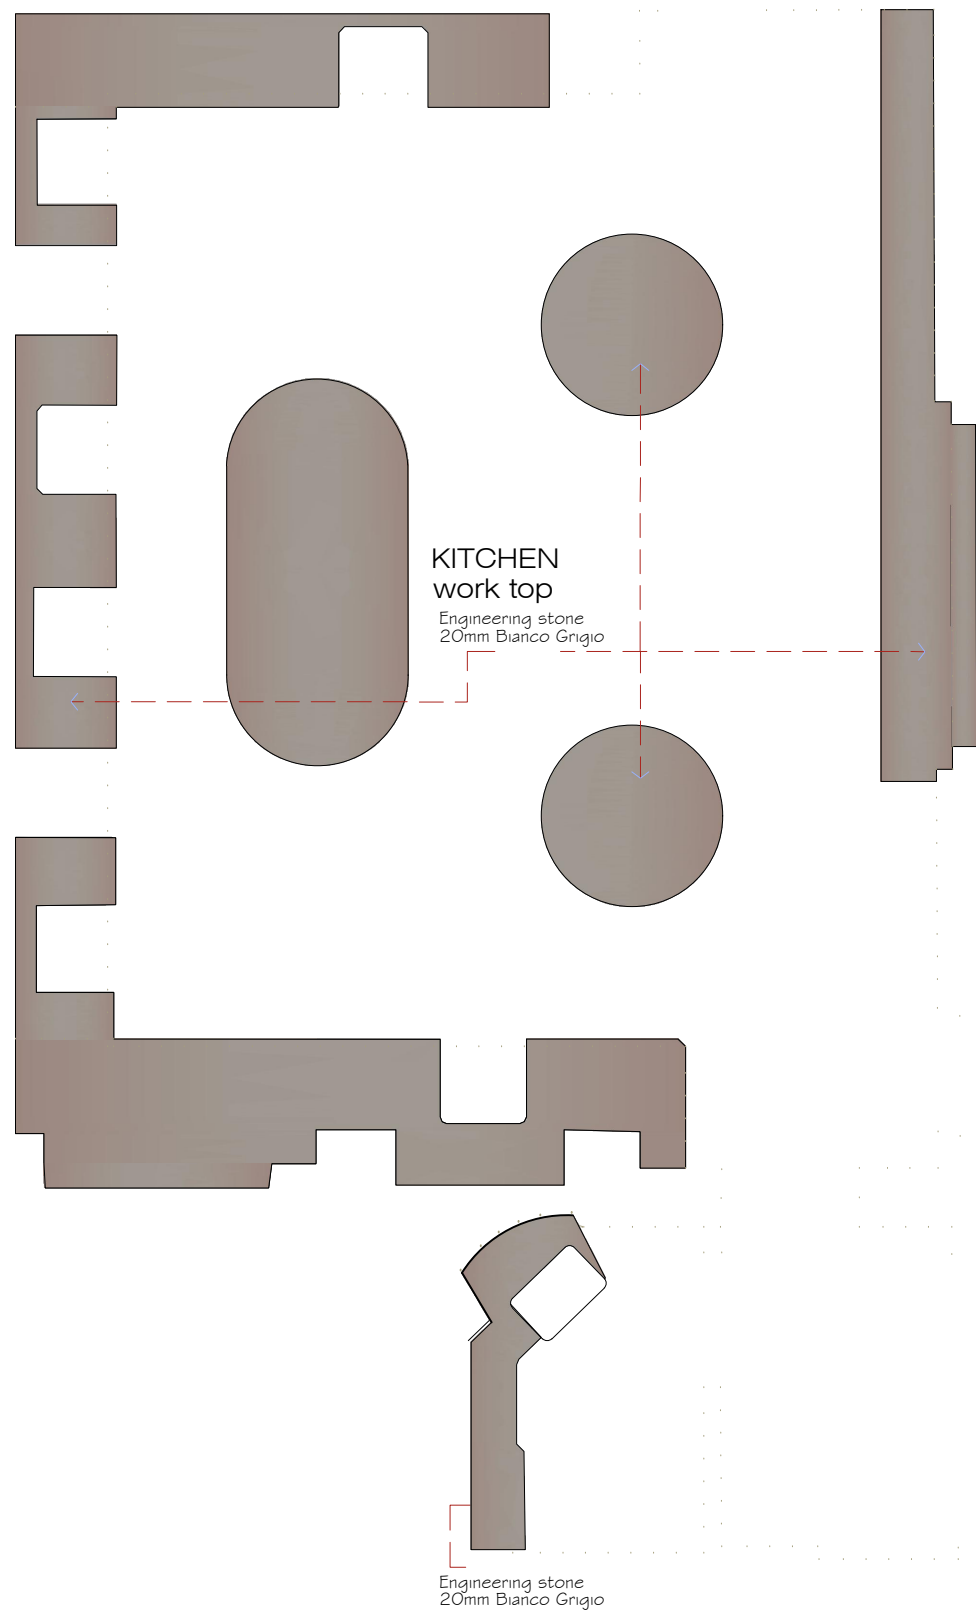 KITCHEN
work top
Engineering stone
20mm Bianco Grigio
Engineering stone
20mm Bianco Grigio